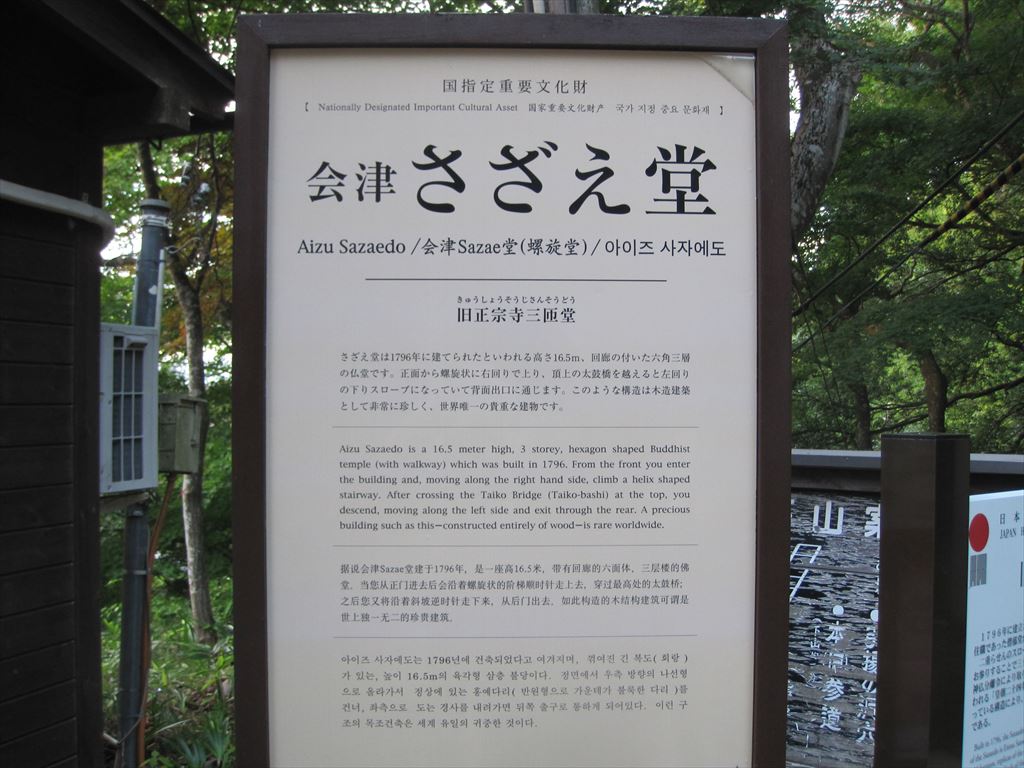 国指定重要文化財
【 Nationally Designated Important Cultural Asset 国家重要文化財产 국가 지정 중요 문화재 】
会津 さざえ堂
Aizu Sazaedo /会津Sazae堂(螺旋堂)/ 아이즈 사자에도
きゅうしょうそうじさんそうどう
旧正宗寺三匝堂
さざえ堂は1796年に建てられたといわれる高さ16.5m、回廊の付いた六角三層
の仏堂です。正面から螺旋状に右回りで上り、頂上の太鼓橋を越えると左回り
の下りスロープになっていて背面出口に通じます。このような構造は木造建築
として非常に珍しく、世界唯一の貴重な建物です。
Aizu Sazaedo is a 16.5 meter high, 3 storey, hexagon shaped Buddhist
temple (with walkway) which was built in 1796. From the front you enter
the building and, moving along the right hand side, climb a helix shaped
stairway. After crossing the Taiko Bridge (Taiko-bashi) at the top, you
descend, moving along the left side and exit through the rear. A precious
building such as this—constructed entirely of wood—is rare worldwide.
据说会津Sazae堂建于1796年，是一座高16.5米，带有回廊的六面体，三层楼的佛
堂。当您从正门进去后会沿着螺旋状的阶梯顺时针走上去，穿过最高处的太鼓桥;
之后您又将沿着斜坡逆时针走下来，从后门出去。如此构造的木结构建筑可谓是
世上独一无二的珍贵建筑。
아이즈 사자에도는 1796년에 건축되었다고 여겨지며, 꺾여진 긴 복도( 회랑 )
가 있는, 높이 16.5m의 육각형 삼층 불당이다. 정면에서 우측 방향의 나선형
으로 올라가서 정상에 있는 홍예다리( 반원형으로 가운데가 볼록한 다리 )를
건너, 좌측으로 도는 경사를 내려가면 뒤쪽 출구로 통하게 되어있다. 이런 구
조의 목조건축은 세계 유일의 귀중한 것이다.
山
本 参 道
日 本
JAPAN
1796年に建立